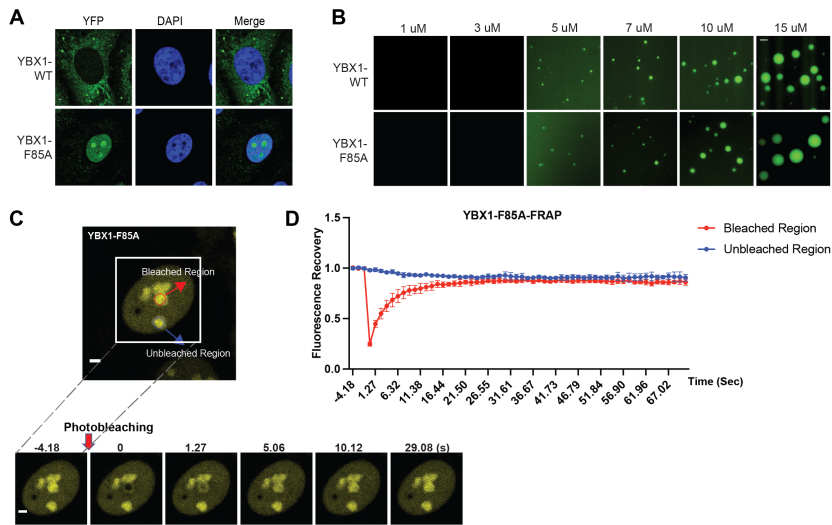 A
YFP
DAPI
Merge
YBX1-
WT
YBX1-
F85A
B
1 uM
3 uM
5 uM
7 uM
10 uM
15 uM
YBX1-
WT
YBX1-
F85A
C
YBX1-F85A
Bleached Region
Unbleached Region
Photobleaching
-4.18
0
1.27
5.06
10.12
29.08 (s)
D
YBX1-F85A-FRAP
Fluorescence Recovery
1.5
1.0
0.5
0.0
-4.18
1.27
6.32
11.38
16.44
21.50
26.55
31.61
36.67
41.73
46.79
51.84
56.90
61.96
67.02
Time (Sec)
Bleached Region
Unbleached Region